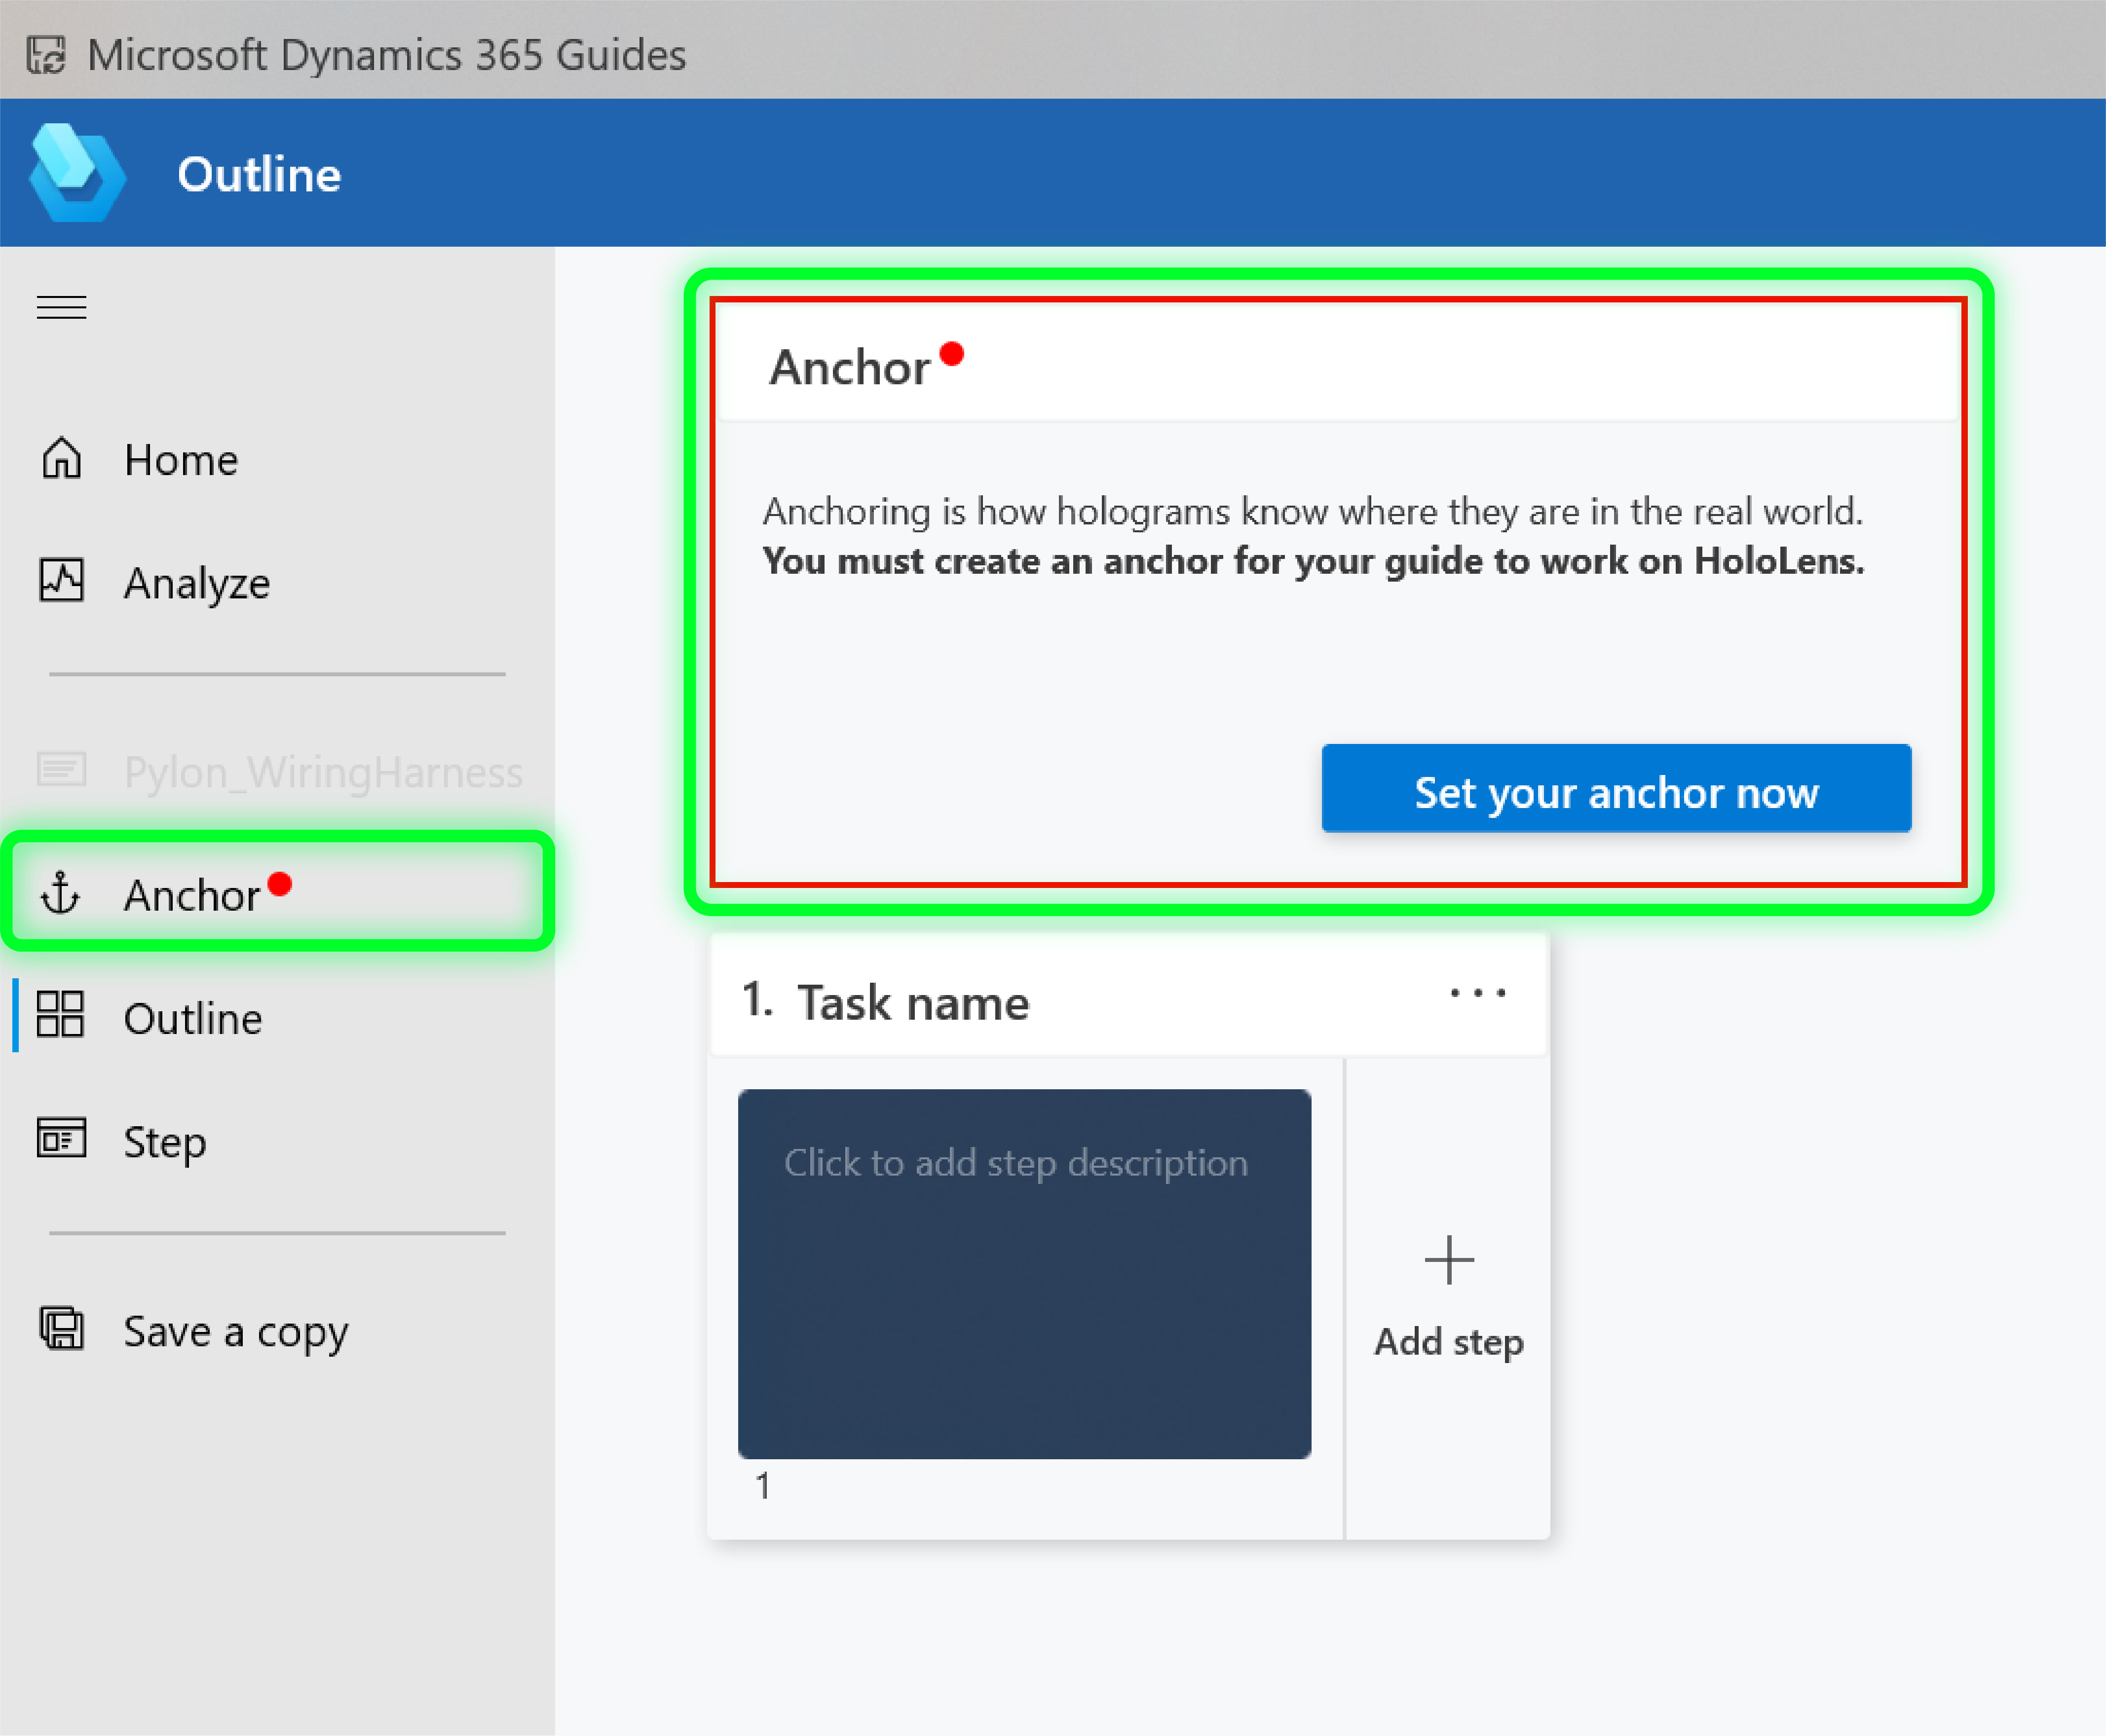 Microsoft Dynamics 365 Guides
Outline
Home
Analyze
Pylon_WiringHarness
Anchor
Outline
Step
Save a copy
Anchor
Anchoring is how holograms know where they are in the real world.
You must create an anchor for your guide to work on HoloLens.
Set your anchor now
1. Task name
Click to add step description
1
Add step